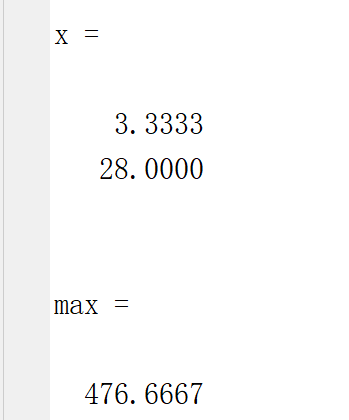 x =
3.3333
28.0000
max =
476.6667